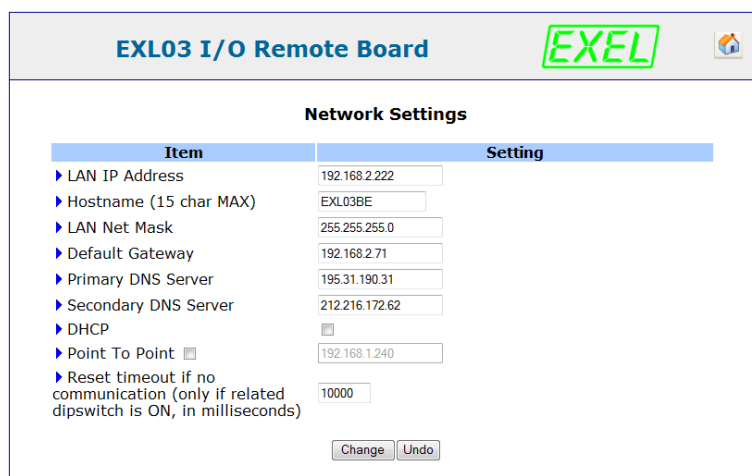 EXL03 I/O Remote Board
EXEL
Network Settings
Item Setting
LAN IP Address 192.168.2.222
Hostname (15 char MAX) EXL03BE
LAN Net Mask 255.255.255.0
Default Gateway 192.168.2.71
Primary DNS Server 195.31.190.31
Secondary DNS Server 212.216.172.62
DHCP
Point To Point 192.168.1.240
Reset timeout if no
communication (only if related 10000
dipswitch is ON, in milliseconds)
Change Undo